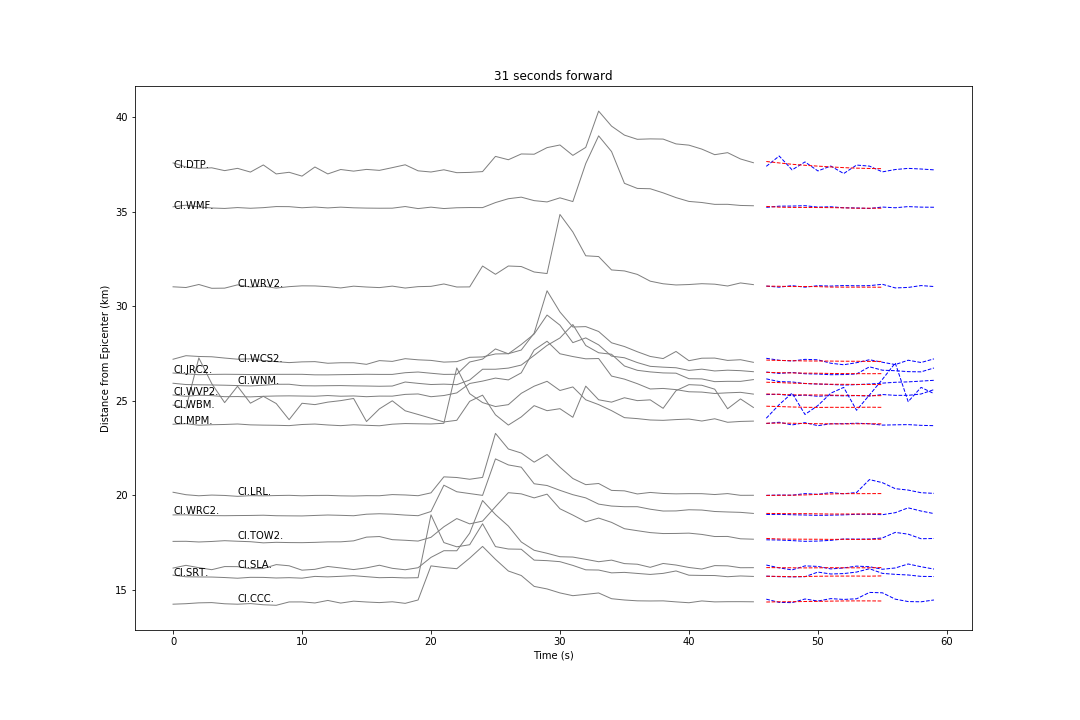 31 seconds forward
Distance from Epicenter (km)
40
35
30
25
20
15
CI.DTP.
CI.WMF.
CI.WRV2.
CI.WCS2.
CI.JRC2.
CI.WNM.
CI.WVP2.
CI.WBM.
CI.MPM.
CI.LRL.
CI.WRC2.
CI.TOW2.
CI.SLA.
CI.SRT.
CI.CCC.
0 10 20 30 40 50 60
Time (s)